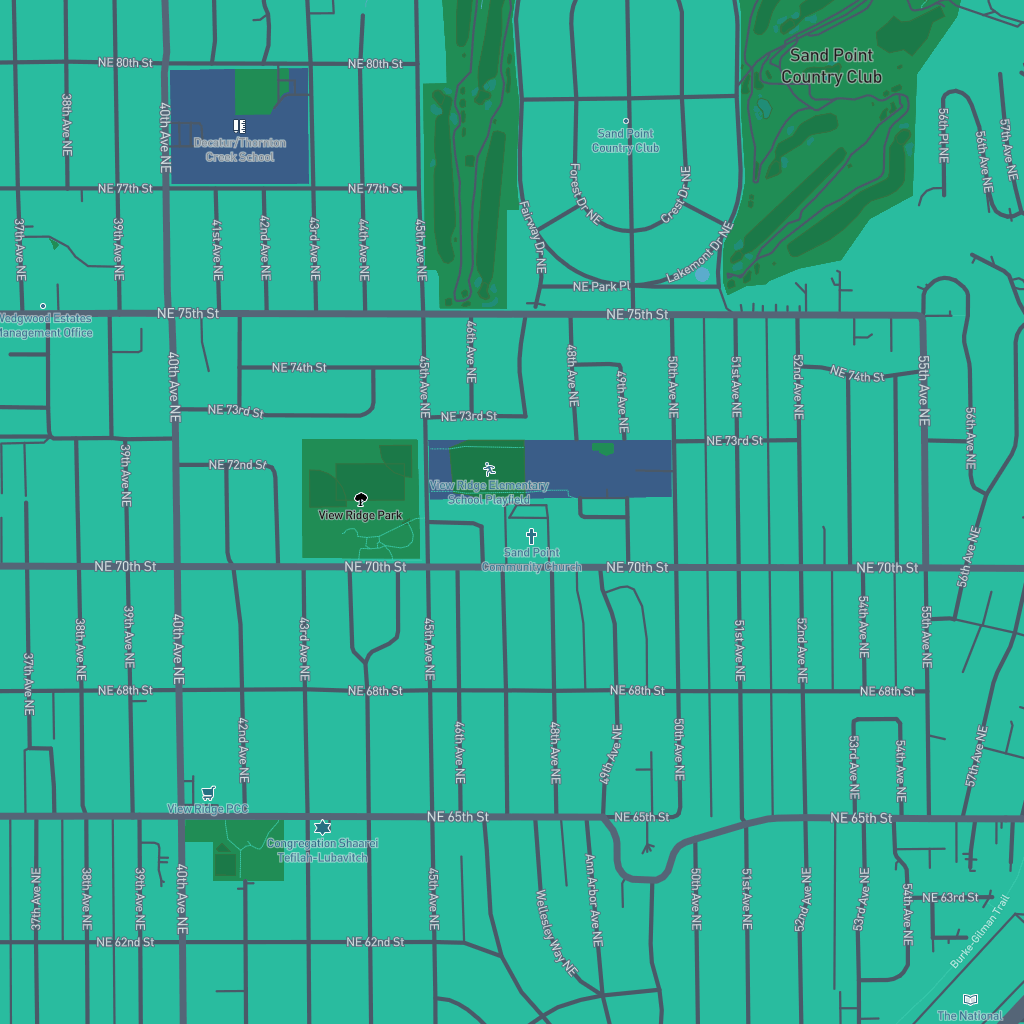 Sand Point
Country Club
NE 80th St
NE 80th St
38th Ave NE
40th Ave NE
Decatur/Thornton
Creek School
Sand Point
Country Club
56th Pl NE
56th Ave NE
57th Ave NE
NE 77th St
NE 77th St
Forest Dr NE
Crest Dr NE
Fairway Dr NE
Lakemont Dr NE
37th Ave NE
39th Ave NE
41st Ave NE
42nd Ave NE
43rd Ave NE
44th Ave NE
45th Ave NE
NE Park Pl
Wedgwood Estates
Management Office
NE 75th St
NE 75th St
40th Ave NE
NE 74th St
45th Ave NE
46th Ave NE
48th Ave NE
49th Ave NE
50th Ave NE
51st Ave NE
52nd Ave NE
NE 74th St
55th Ave NE
NE 73rd St
NE 73rd St
NE 73rd St
56th Ave NE
39th Ave NE
NE 72nd St
View Ridge Elementary
School Playfield
View Ridge Park
Sand Point
Community Church
NE 70th St
NE 70th St
NE 70th St
NE 70th St
56th Ave NE
38th Ave NE
39th Ave NE
40th Ave NE
43rd Ave NE
45th Ave NE
51st Ave NE
52nd Ave NE
54th Ave NE
55th Ave NE
37th Ave NE
NE 68th St
NE 68th St
NE 68th St
NE 68th St
42nd Ave NE
46th Ave NE
48th Ave NE
49th Ave NE
50th Ave NE
53rd Ave NE
54th Ave NE
57th Ave NE
View Ridge PCC
NE 65th St
NE 65th St
NE 65th St
Congregation Shaarei
Tefilah-Lubavitch
37th Ave NE
38th Ave NE
39th Ave NE
40th Ave NE
45th Ave NE
Wellesley Way NE
Ann Arbor Ave NE
50th Ave NE
51st Ave NE
52nd Ave NE
53rd Ave NE
54th Ave NE
NE 63rd St
Burke-Gilman Trail
NE 62nd St
NE 62nd St
The National